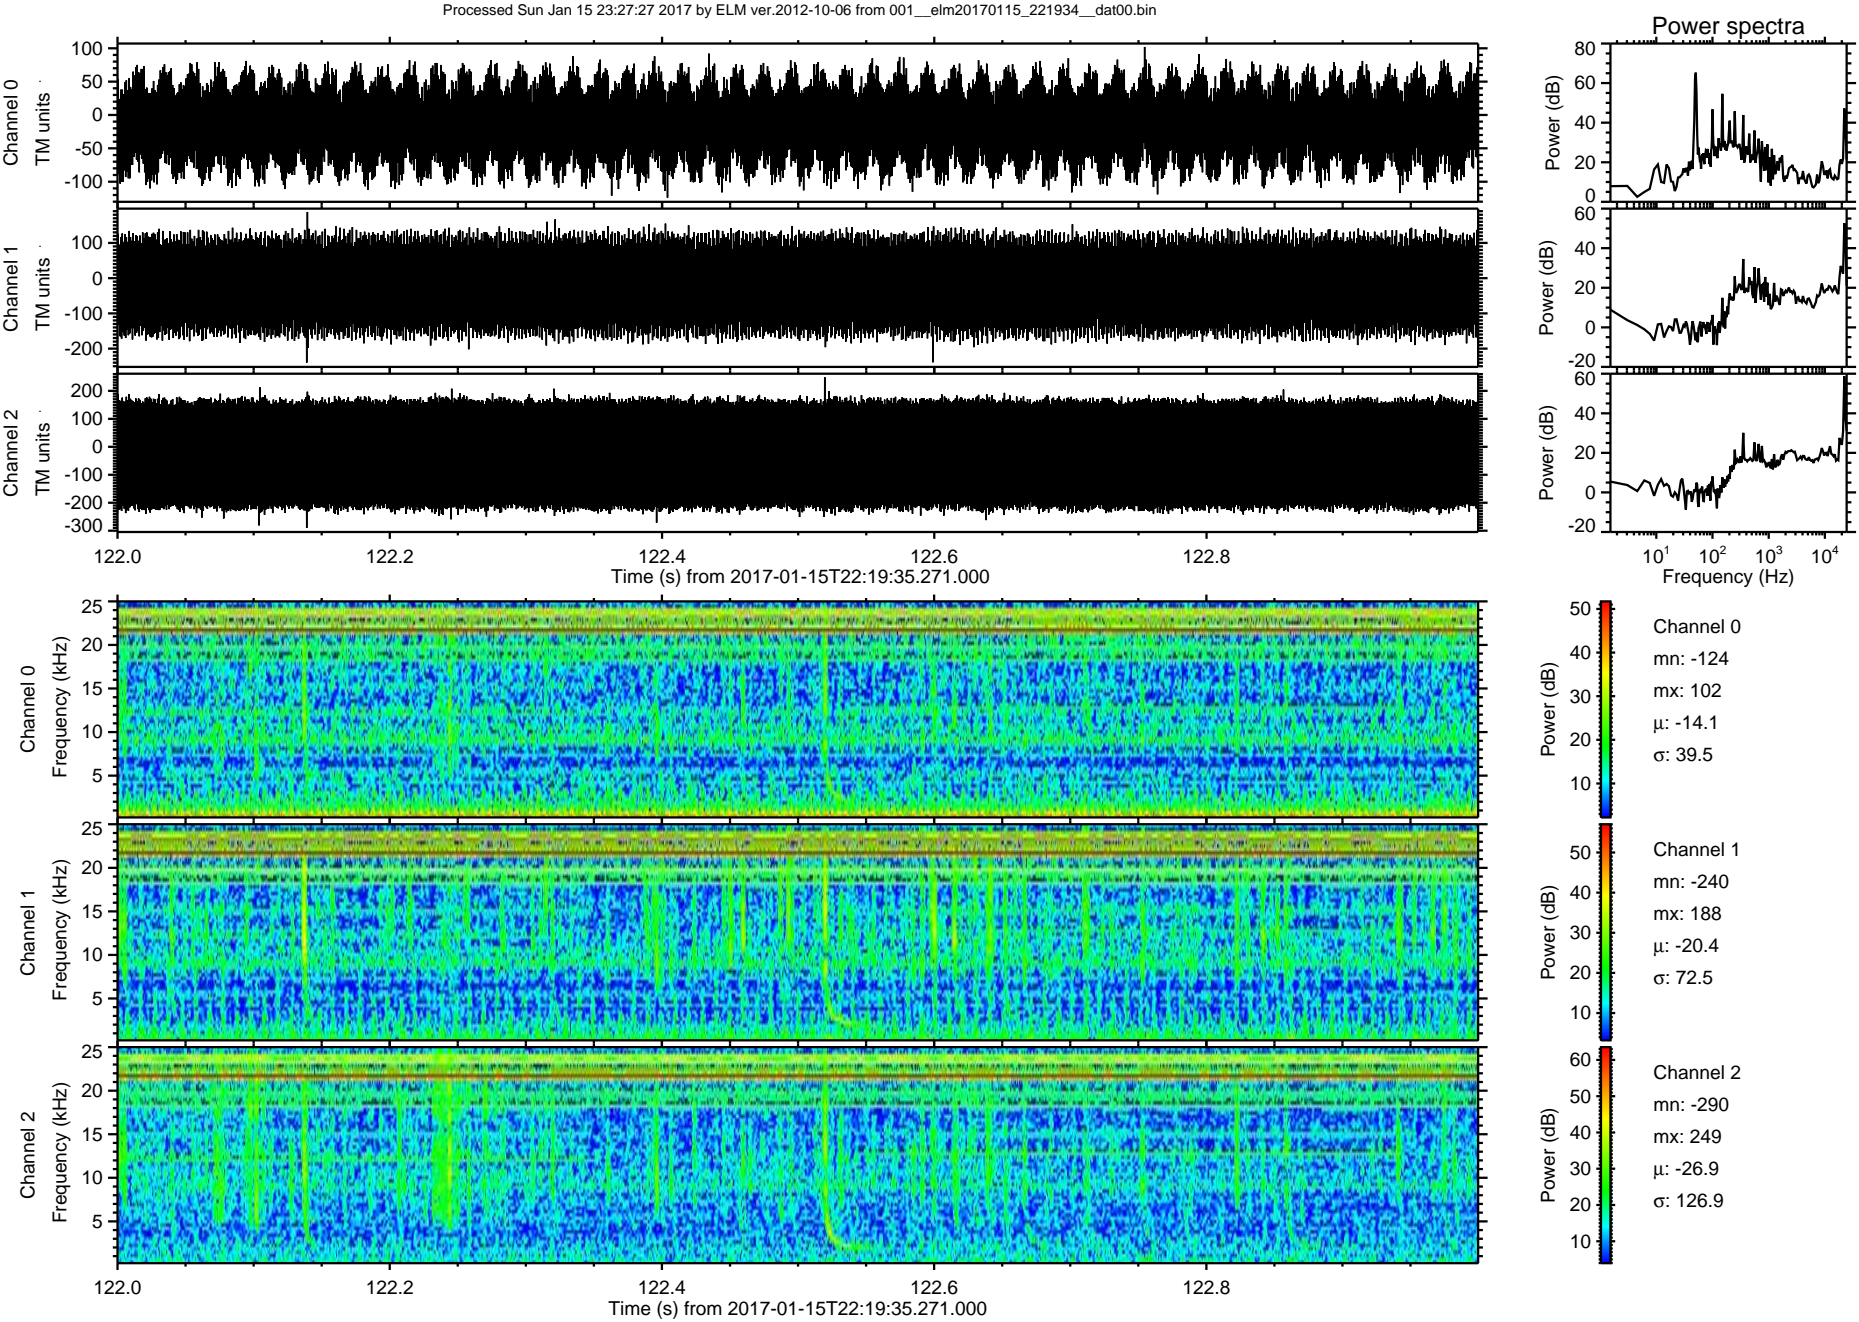 Processed Sun Jan 15 23:27:27 2017 by ELM ver.2012-10-06 from 001__elm20170115_221934__dat00.bin
Power spectra
Channel 0
TM units
100
50
0
-50
-100
Power (dB)
80
60
40
20
0
Channel 1
TM units
100
0
-100
-200
Power (dB)
60
40
20
0
-20
Channel 2
TM units
200
100
0
-100
-200
-300
Power (dB)
60
40
20
0
-20
122.0 122.2 122.4 122.6 122.8
Time (s) from 2017-01-15T22:19:35.271.000
10¹ 10² 10³ 10⁴
Frequency (Hz)
Channel 0
Frequency (kHz)
25
20
15
10
5
Power (dB)
50
40
30
20
10
Channel 0
mn: -124
mx: 102
μ: -14.1
σ: 39.5
Channel 1
Frequency (kHz)
25
20
15
10
5
Power (dB)
50
40
30
20
10
Channel 1
mn: -240
mx: 188
μ: -20.4
σ: 72.5
Channel 2
Frequency (kHz)
25
20
15
10
5
Power (dB)
60
50
40
30
20
10
Channel 2
mn: -290
mx: 249
μ: -26.9
σ: 126.9
122.0 122.2 122.4 122.6 122.8
Time (s) from 2017-01-15T22:19:35.271.000